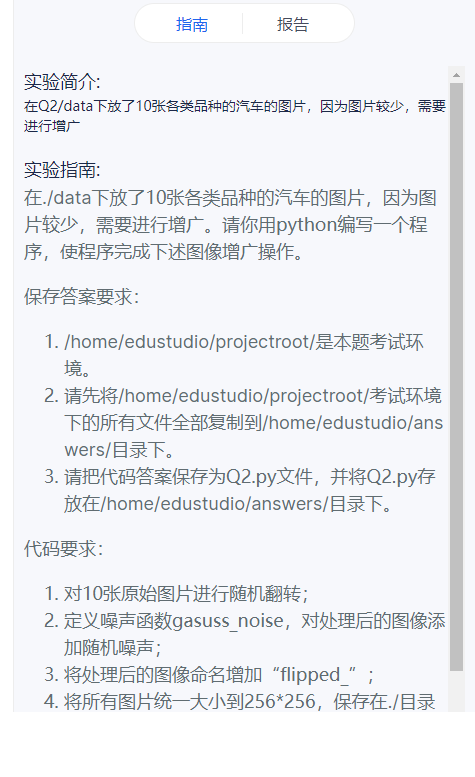 指南
报告
实验简介:
在Q2/data下放了10张各类品种的汽车的图片，因为图片较少，需要
进行增广
实验指南:
在./data下放了10张各类品种的汽车的图片，因为图
片较少，需要进行增广。请你用python编写一个程
序，使程序完成下述图像增广操作。
保存答案要求：
1. /home/edustudio/projectroot/是本题考试环
境。
2. 请先将/home/edustudio/projectroot/考试环境
下的所有文件全部复制到/home/edustudio/ans
wers/目录下。
3. 请把代码答案保存为Q2.py文件，并将Q2.py存
放在/home/edustudio/answers/目录下。
代码要求：
1. 对10张原始图片进行随机翻转；
2. 定义噪声函数gasuss_noise，对处理后的图像添
加随机噪声；
3. 将处理后的图像命名增加“flipped_”；
4. 将所有图片统一大小到256*256，保存在./目录